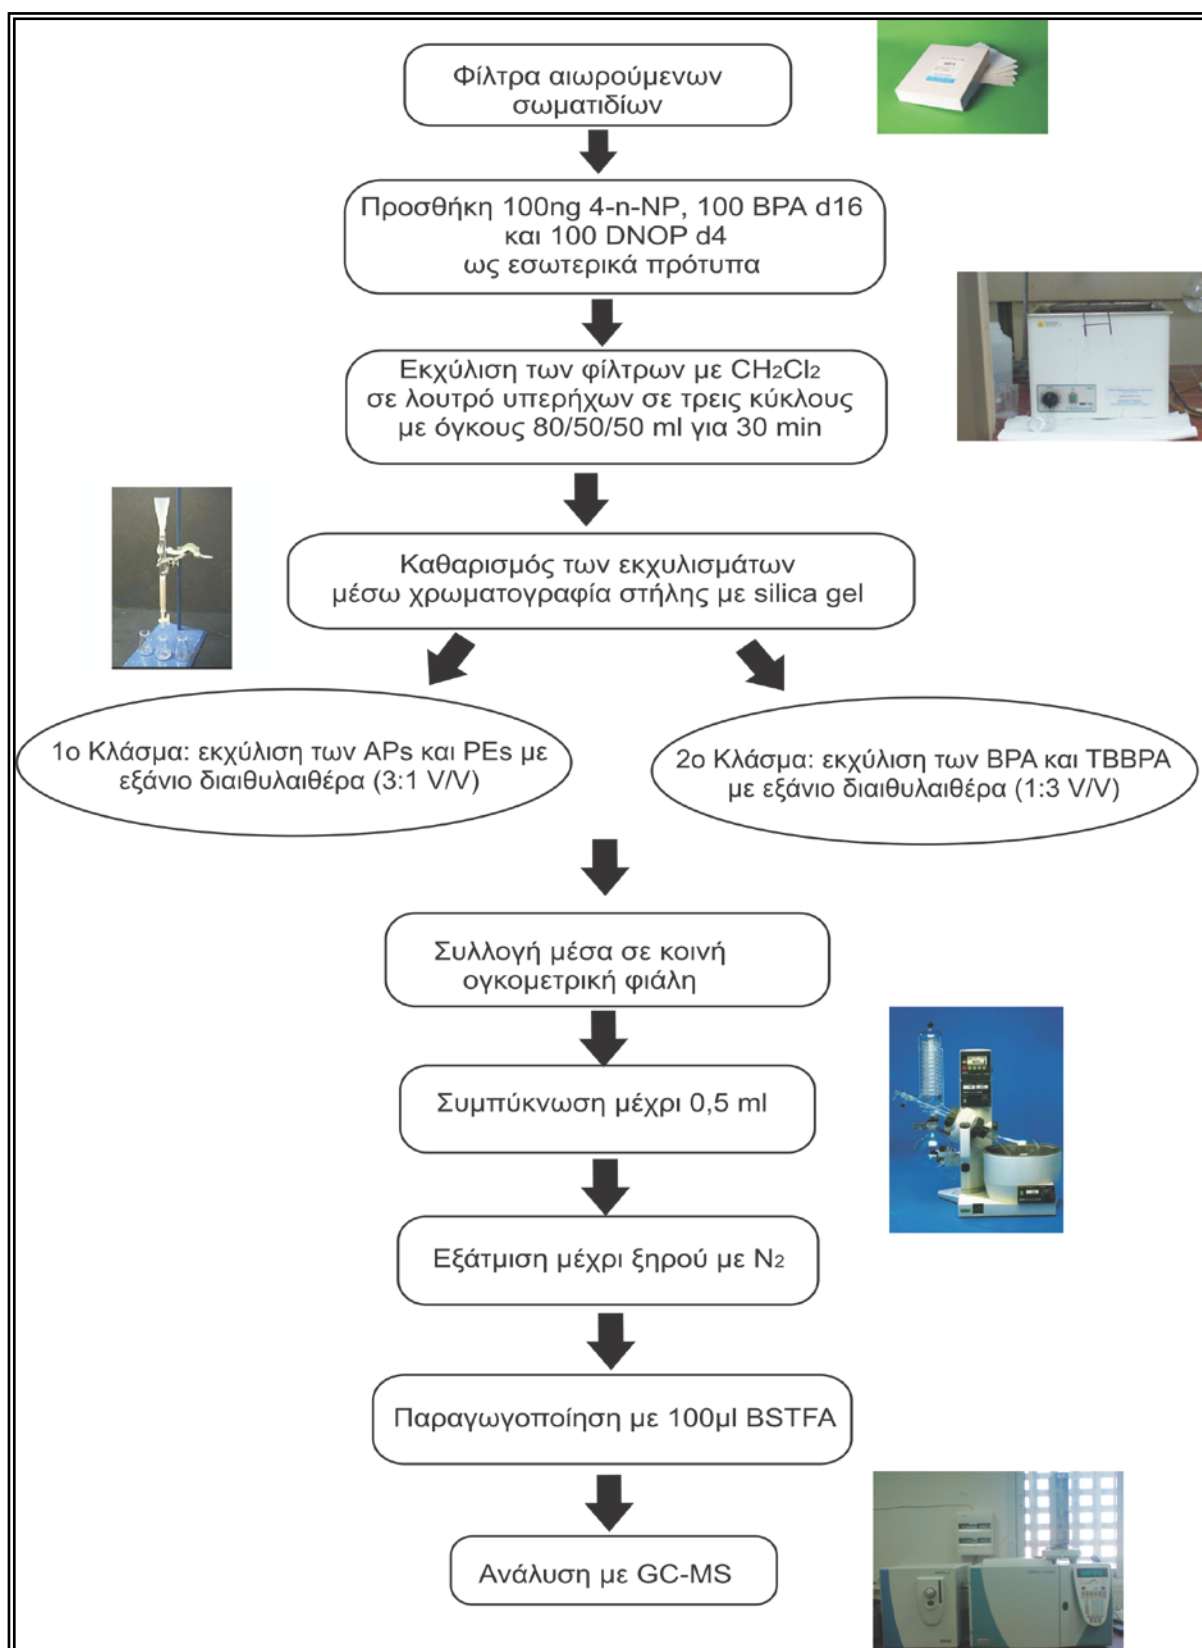 Φίλτρα αιωρούμενων
σωματιδίων
Προσθήκη 100ng 4-n-NP, 100 BPA d16
και 100 DNOP d4
ως εσωτερικά πρότυπα
Εκχύλιση των φίλτρων με CH₂Cl₂
σε λουτρό υπερήχων σε τρεις κύκλους
με όγκους 80/50/50 ml για 30 min
Καθαρισμός των εκχυλισμάτων
μέσω χρωματογραφία στήλης με silica gel
1ο Κλάσμα: εκχύλιση των APs και PEs με
εξάνιο διαιθυλαιθέρα (3:1 V/V)
2ο Κλάσμα: εκχύλιση των BPA και TBBPA
με εξάνιο διαιθυλαιθέρα (1:3 V/V)
Συλλογή μέσα σε κοινή
ογκομετρική φιάλη
Συμπύκνωση μέχρι 0,5 ml
Εξάτμιση μέχρι ξηρού με N₂
Παραγωγοποίηση με 100μl BSTFA
Ανάλυση με GC-MS